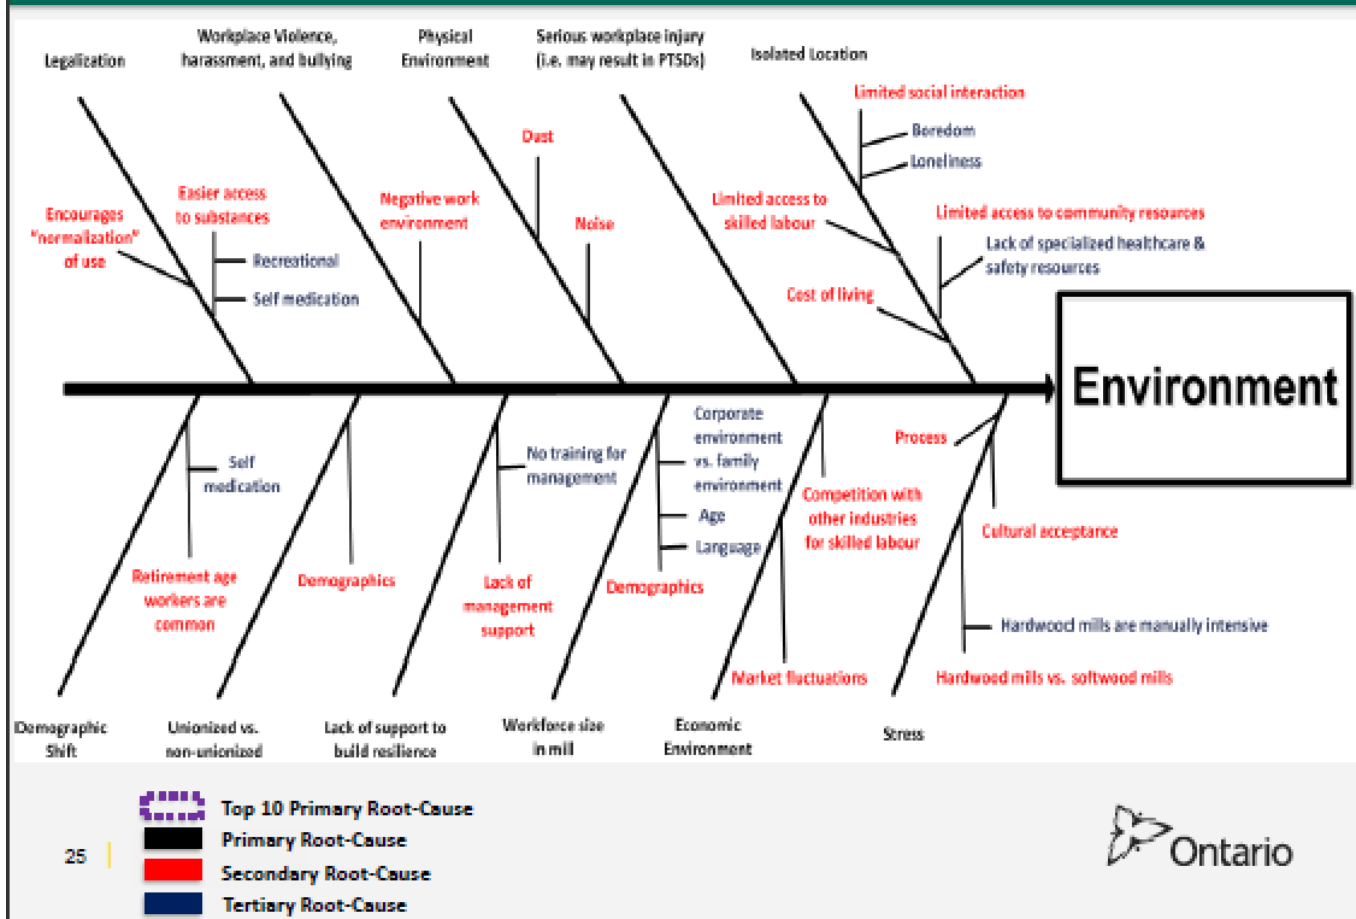 Legalization
Workplace Violence,
harassment, and bullying
Physical
Environment
Serious workplace injury
(i.e. may result in PTSDs)
Isolated Location
Encourages
"normalization"
of use
Easier access
to substances
Recreational
Self medication
Negative work
environment
Dust
Noise
Limited social interaction
Boredom
Loneliness
Limited access to
skilled labour
Limited access to community resources
Lack of specialized healthcare &
safety resources
Cost of living
Environment
Self
medication
Retirement age
workers are
common
Demographics
No training for
management
Lack of
management
support
Corporate
environment
vs. family
environment
Age
Language
Demographics
Competition with
other industries
for skilled labour
Market fluctuations
Process
Cultural acceptance
Hardwood mills are manually intensive
Hardwood mills vs. softwood mills
Demographic
Shift
Unionized vs.
non-unionized
Lack of support to
build resilience
Workforce size
in mill
Economic
Environment
Stress
Top 10 Primary Root-Cause
Primary Root-Cause
Secondary Root-Cause
Tertiary Root-Cause
25
Ontario